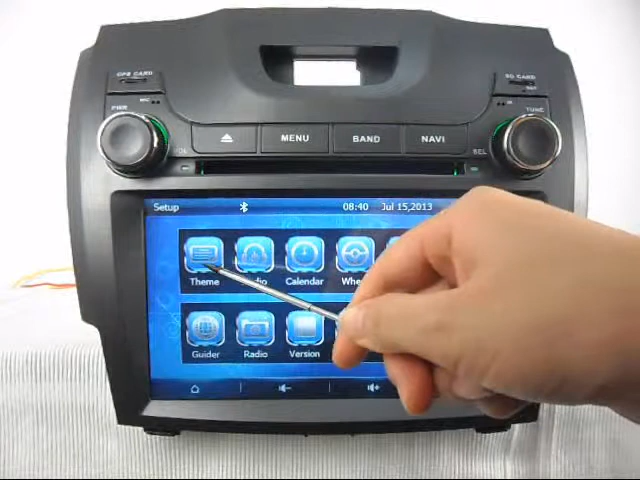 GPS CARD
SD CARD
PWR
TUNE
VOL
MENU
BAND
NAVI
SEL
Setup
08:40
Jul 15,2013
Theme
Calendar
Guider
Radio
Version